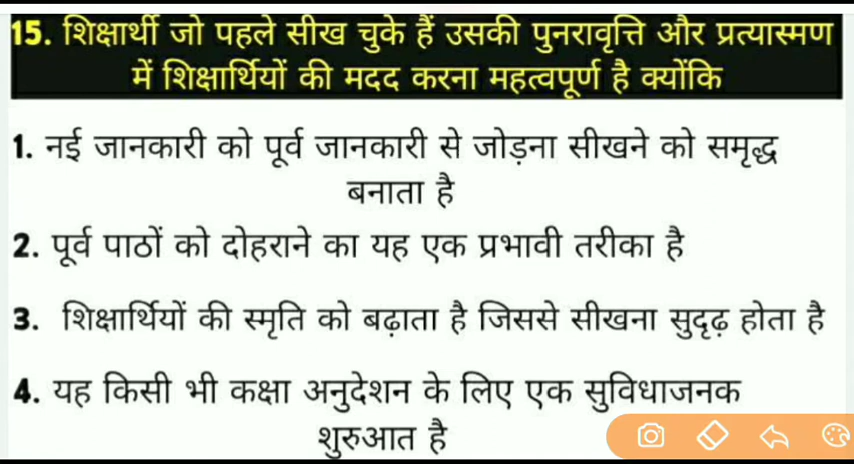 15. शिक्षार्थी जो पहले सीख चुके हैं उसकी पुनरावृत्ति और प्रत्यास्मण
में शिक्षार्थियों की मदद करना महत्वपूर्ण है क्योंकि
1. नई जानकारी को पूर्व जानकारी से जोड़ना सीखने को समृद्ध
बनाता है
2. पूर्व पाठों को दोहराने का यह एक प्रभावी तरीका है
3. शिक्षार्थियों की स्मृति को बढ़ाता है जिससे सीखना सुदृढ़ होता है
4. यह किसी भी कक्षा अनुदेशन के लिए एक सुविधाजनक
शुरुआत है